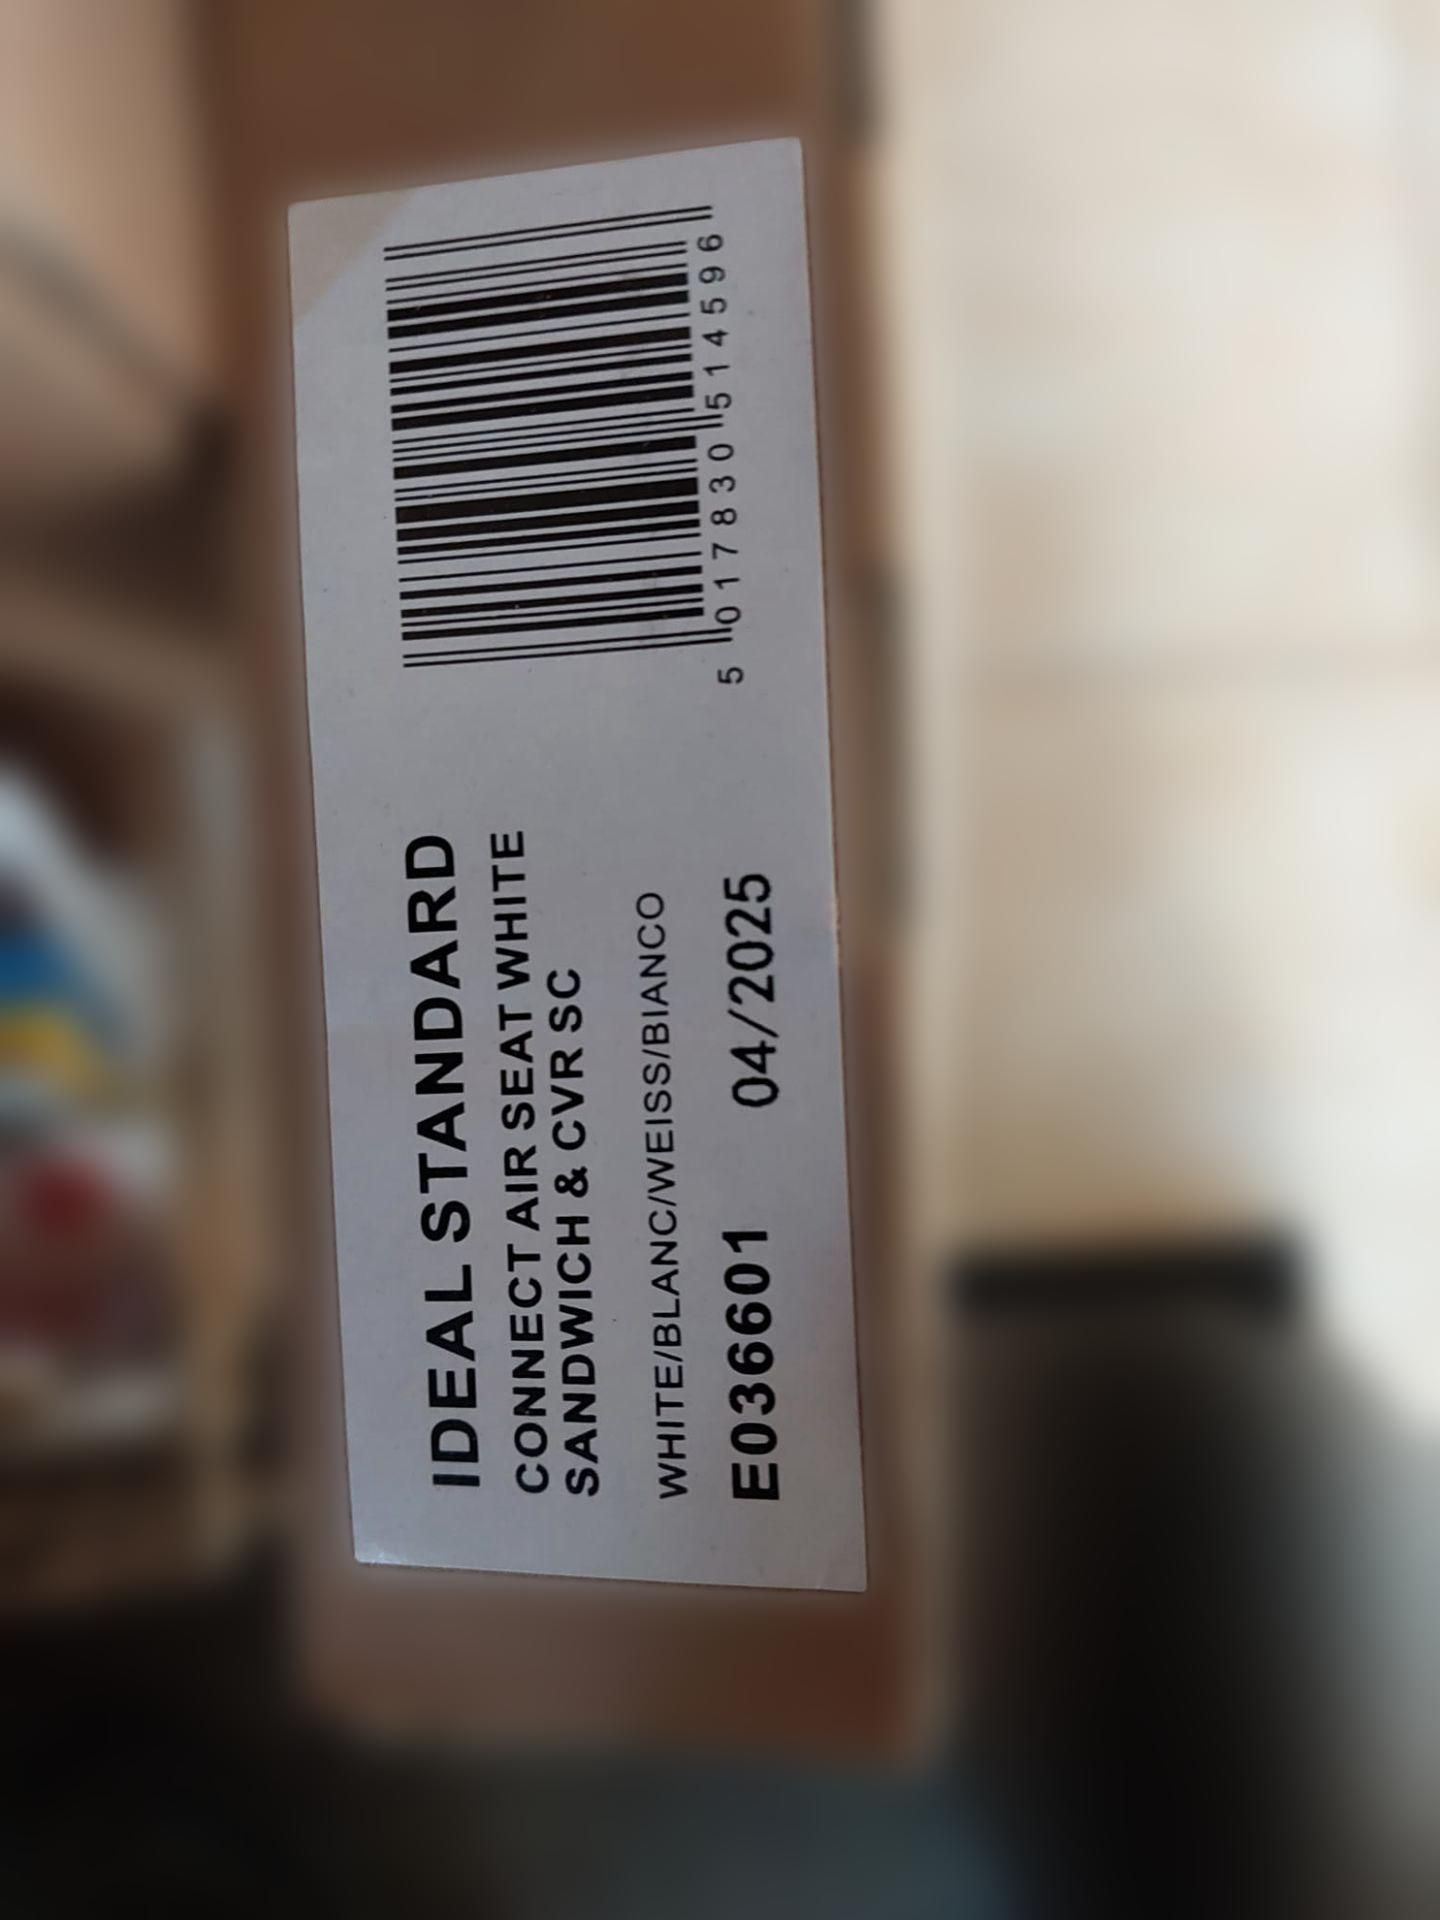 IDEAL STANDARD
CONNECT AIR SEAT WHITE
SANDWICH & CVR SC
WHITE/BLANC/WEISS/BIANCO
E036601 04/2025
5 017830 514596